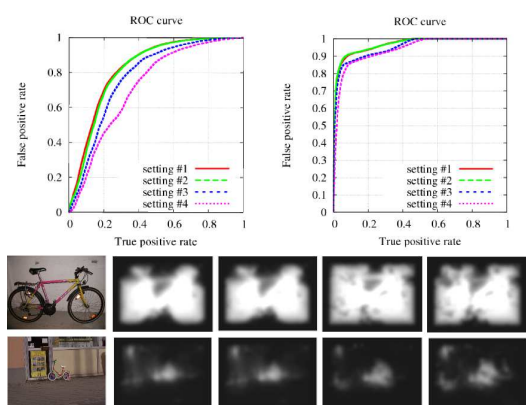 ROC curve
False positive rate
1
0.8
0.6
0.4
0.2
0
setting #1
setting #2
setting #3
setting #4
0 0.2 0.4 0.6 0.8 1
True positive rate
ROC curve
False positive rate
1
0.9
0.8
0.7
0.6
0.5
0.4
0.3
0.2
0.1
0
setting #1
setting #2
setting #3
setting #4
0 0.2 0.4 0.6 0.8 1
True positive rate